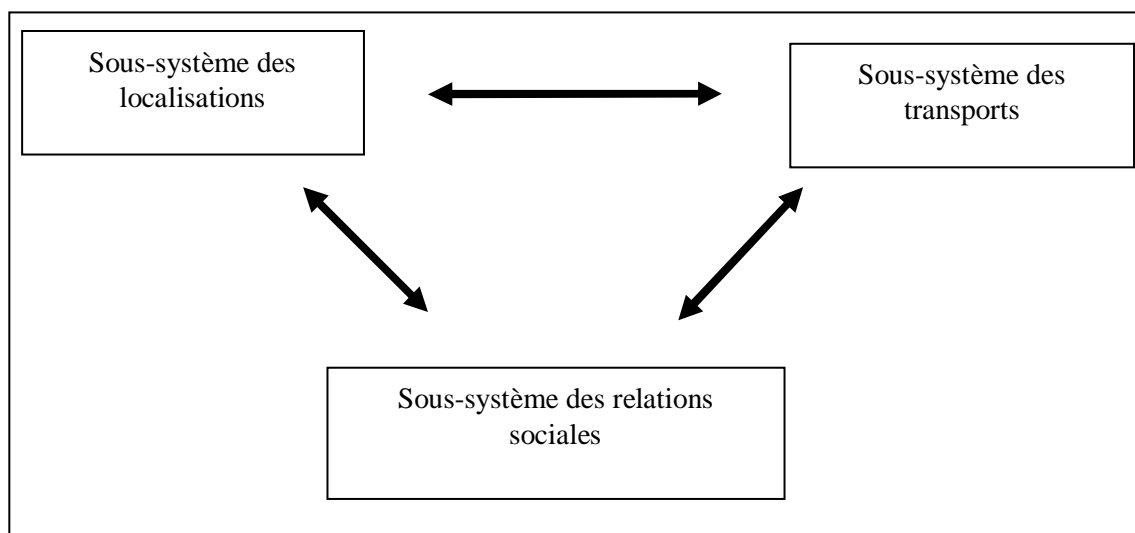 Sous-système des
localisations
Sous-système des
transports
Sous-système des relations
sociales